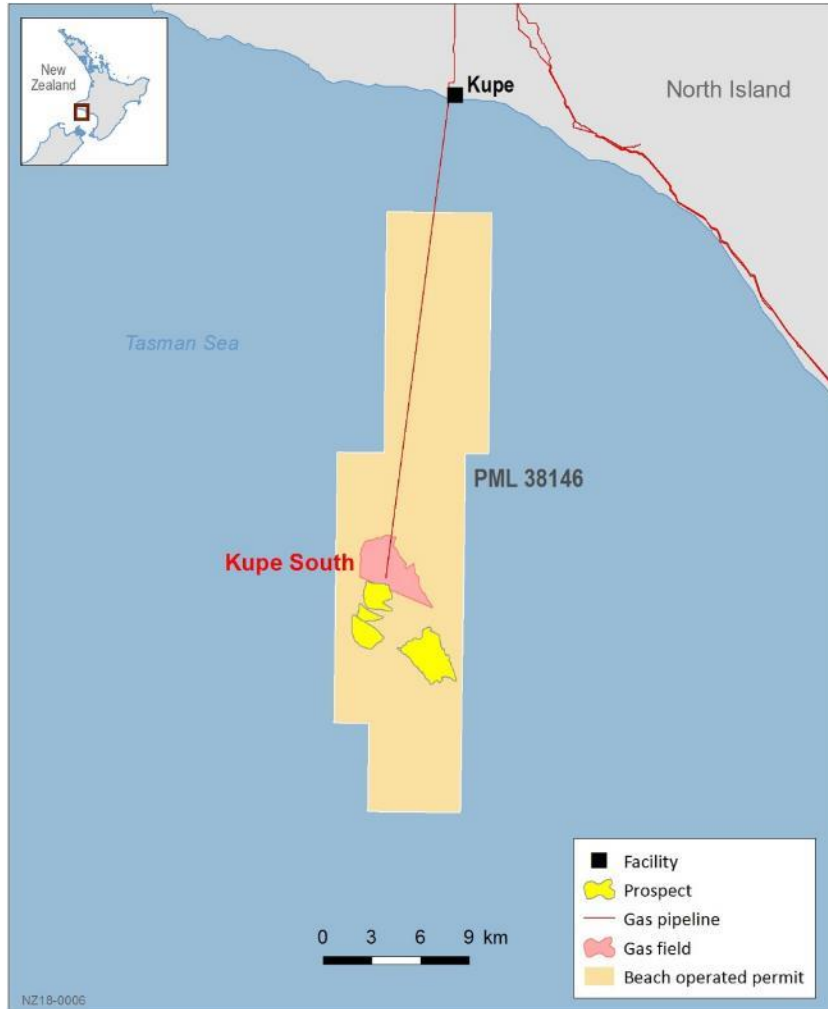 New
Zealand
Kupe
North Island
Tasman Sea
PML 38146
Kupe South
Facility
Prospect
Gas pipeline
Gas field
Beach operated permit
0 3 6 9 km
NZ18-0006